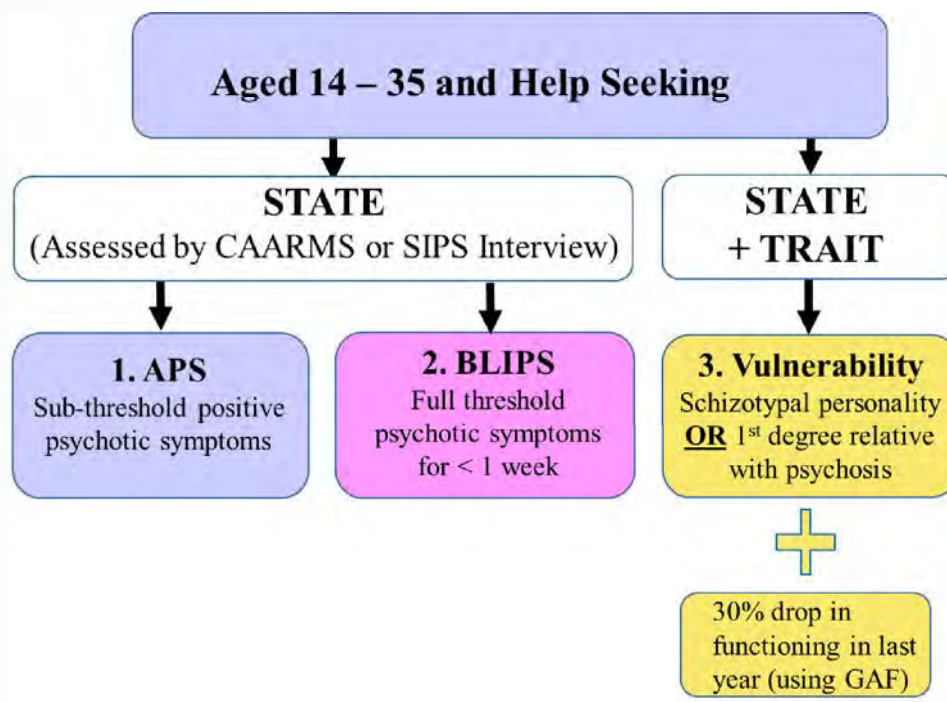 Aged 14 – 35 and Help Seeking
STATE
(Assessed by CAARMS or SIPS Interview)
STATE
+ TRAIT
1. APS
Sub-threshold positive
psychotic symptoms
2. BLIPS
Full threshold
psychotic symptoms
for < 1 week
3. Vulnerability
Schizotypal personality
OR 1st degree relative
with psychosis
30% drop in
functioning in last
year (using GAF)